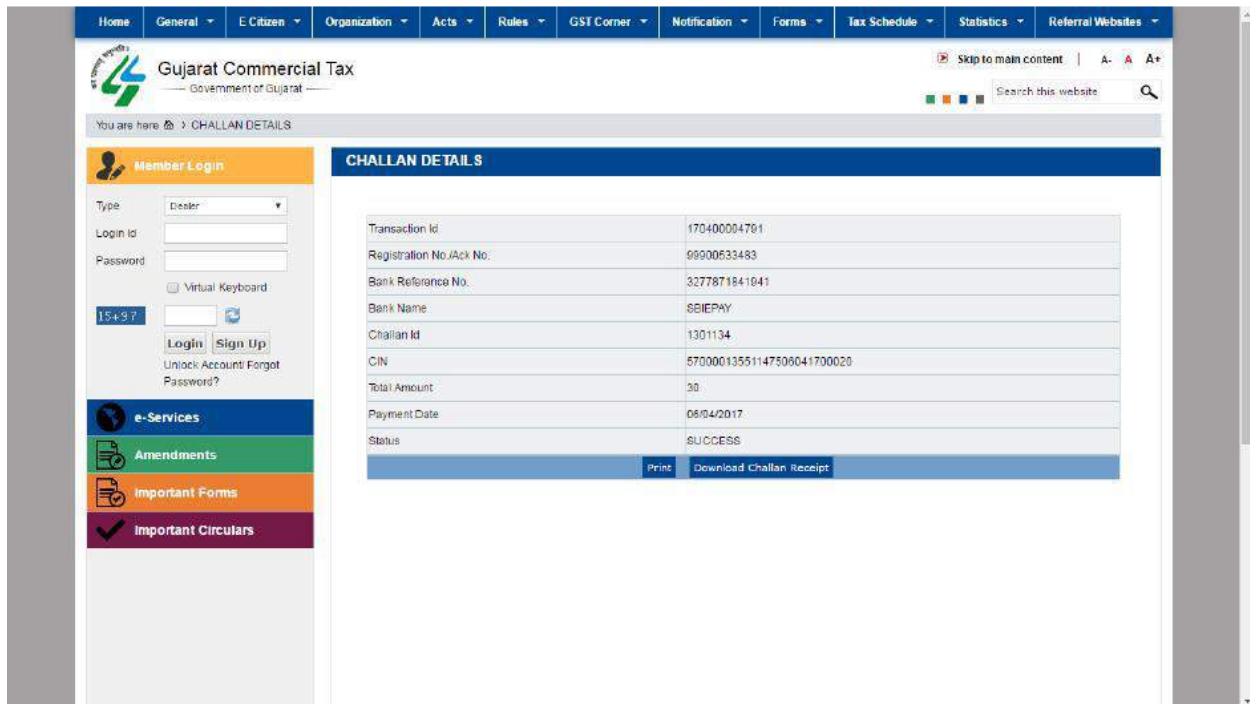 Home General E Citizen Organization Acts Rules GST Corner Notification Forms Tax Schedule Statistics Referral Websites
Skip to main content | A- A A+
Gujarat Commercial Tax
Government of Gujarat
Search this website
You are here > CHALLAN DETAILS
Member Login
Type Dealer
Login Id
Password
Virtual Keyboard
15+9?
Login Sign Up
Unlock Account/ Forgot
Password?
e-Services
Amendments
Important Forms
Important Circulars
CHALLAN DETAILS
Transaction Id 170400004791
Registration No./Ack No. 99900533483
Bank Reference No. 3277871841941
Bank Name SBIEPAY
Challan Id 1301134
CIN 57000013551147506041700020
Total Amount 30
Payment Date 06/04/2017
Status SUCCESS
Print Download Challan Receipt